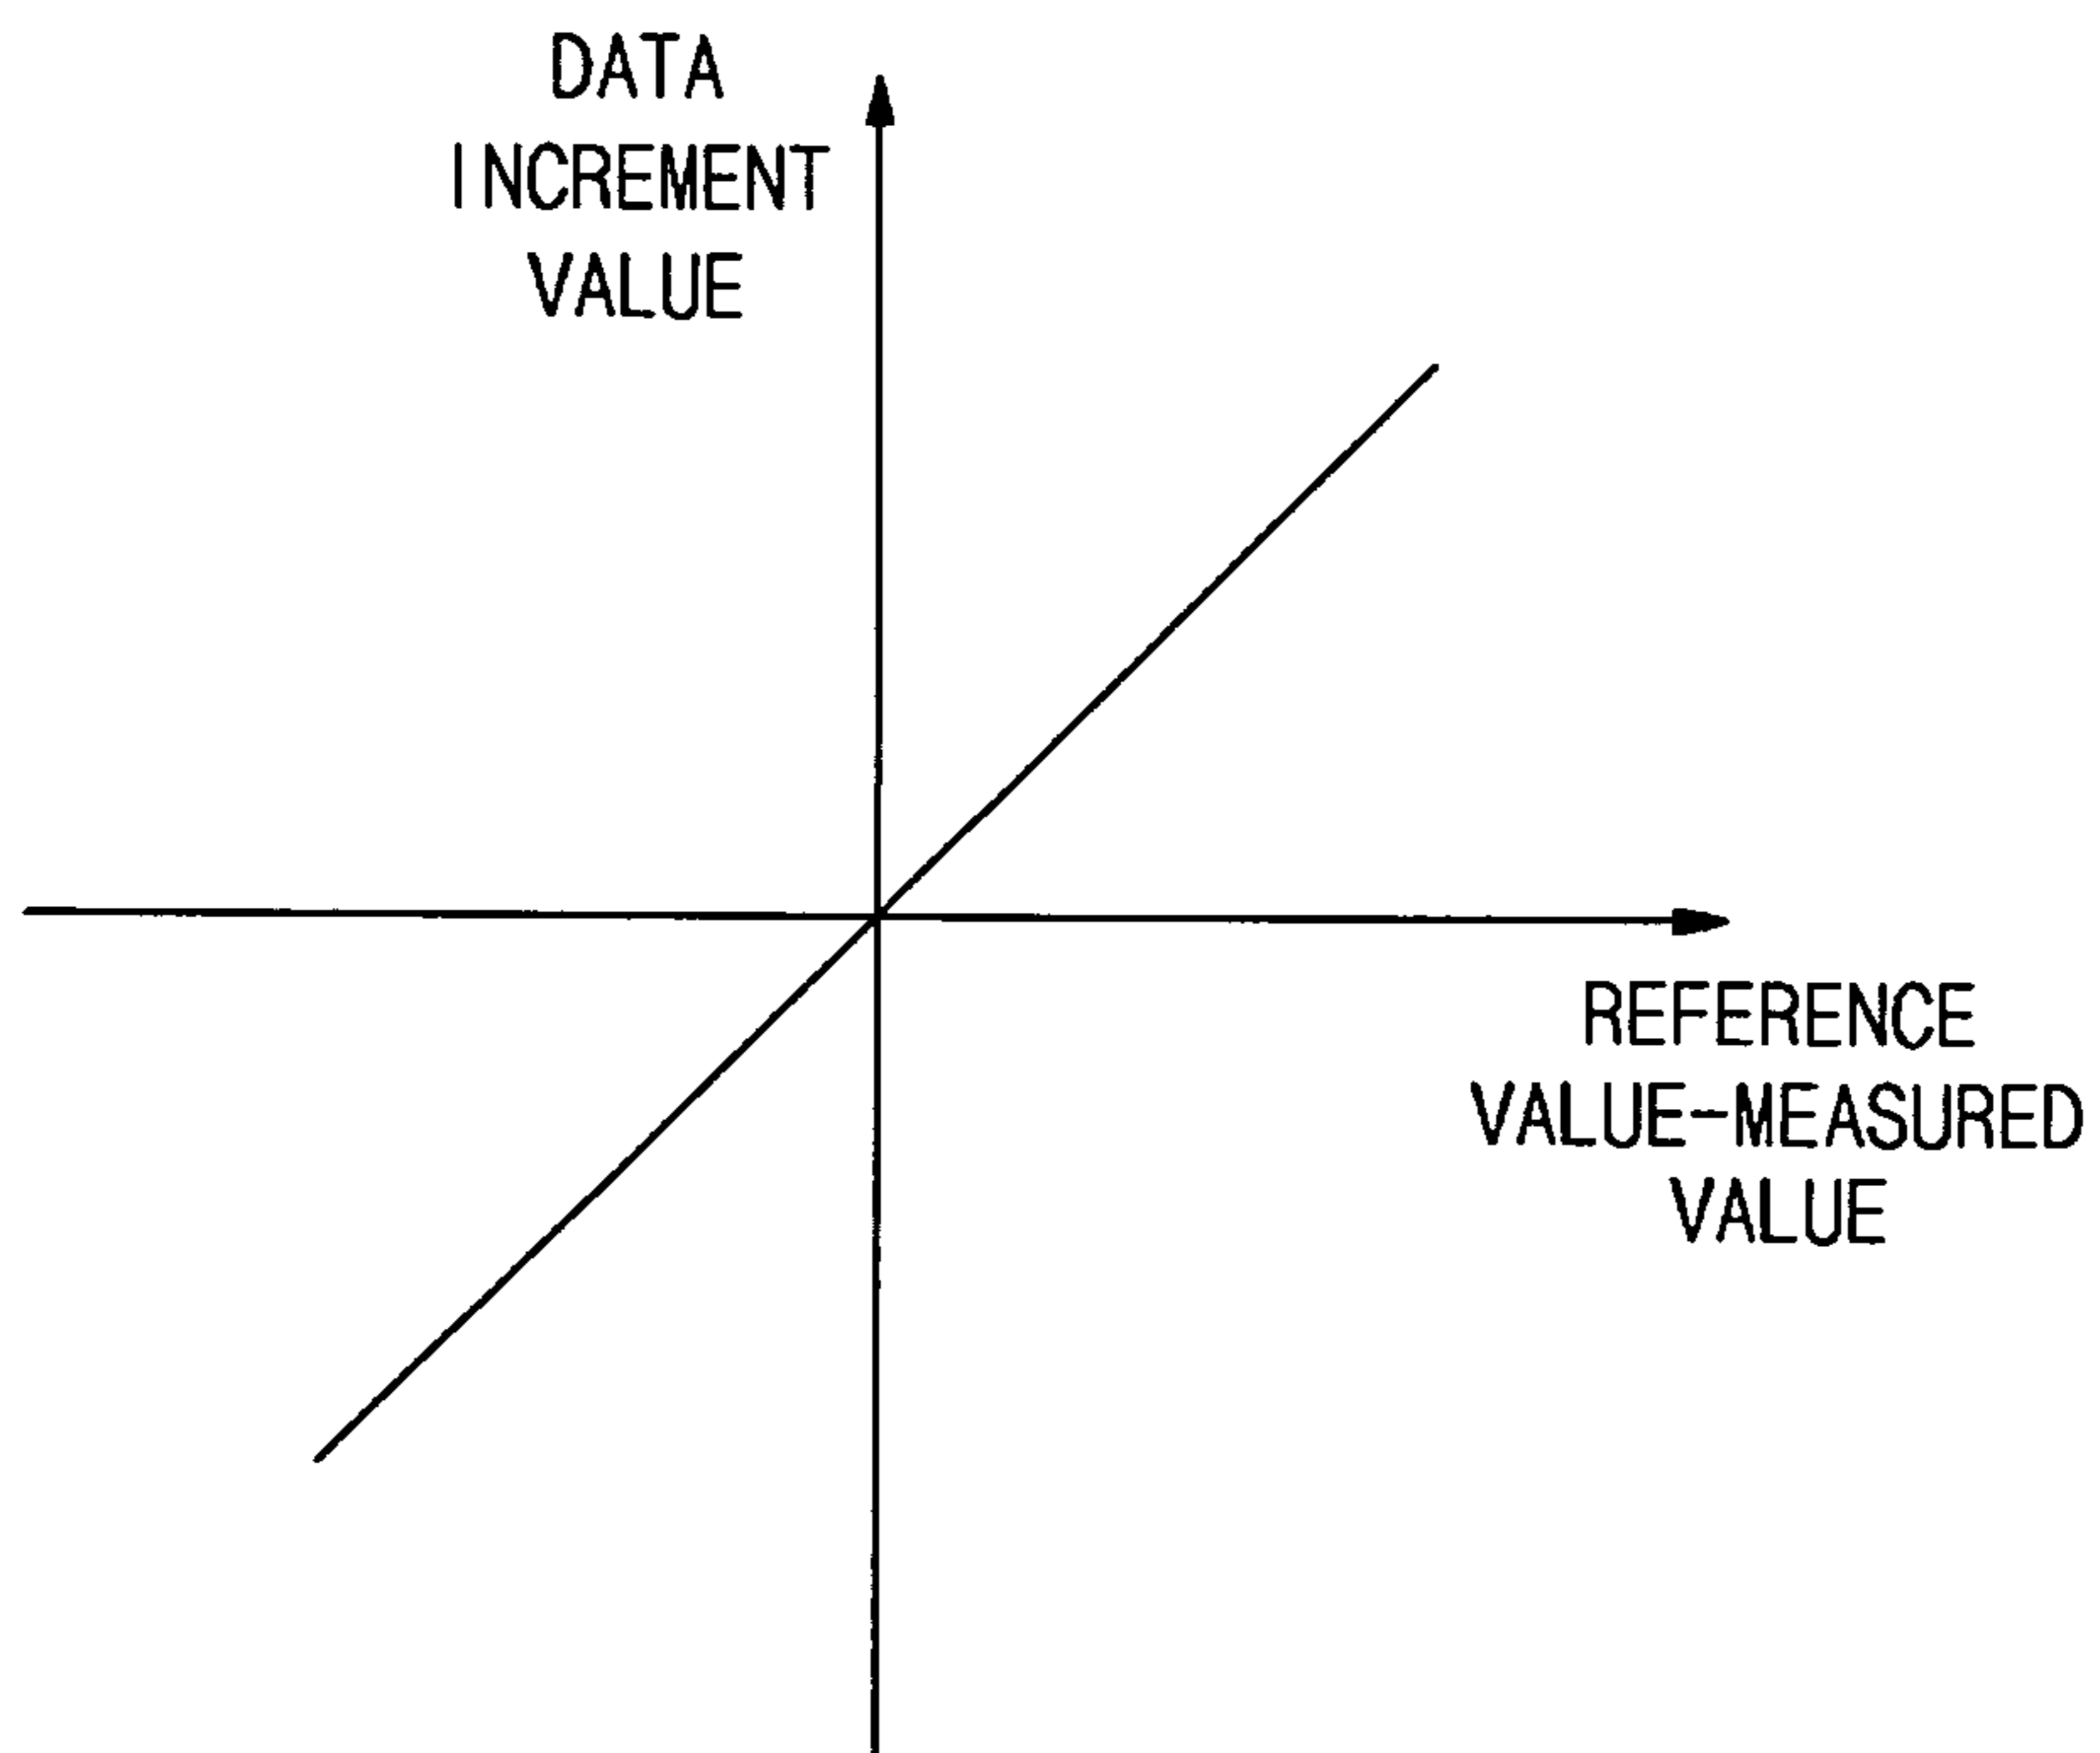 DATA
INCREMENT
VALUE
REFERENCE
VALUE-MEASURED
VALUE